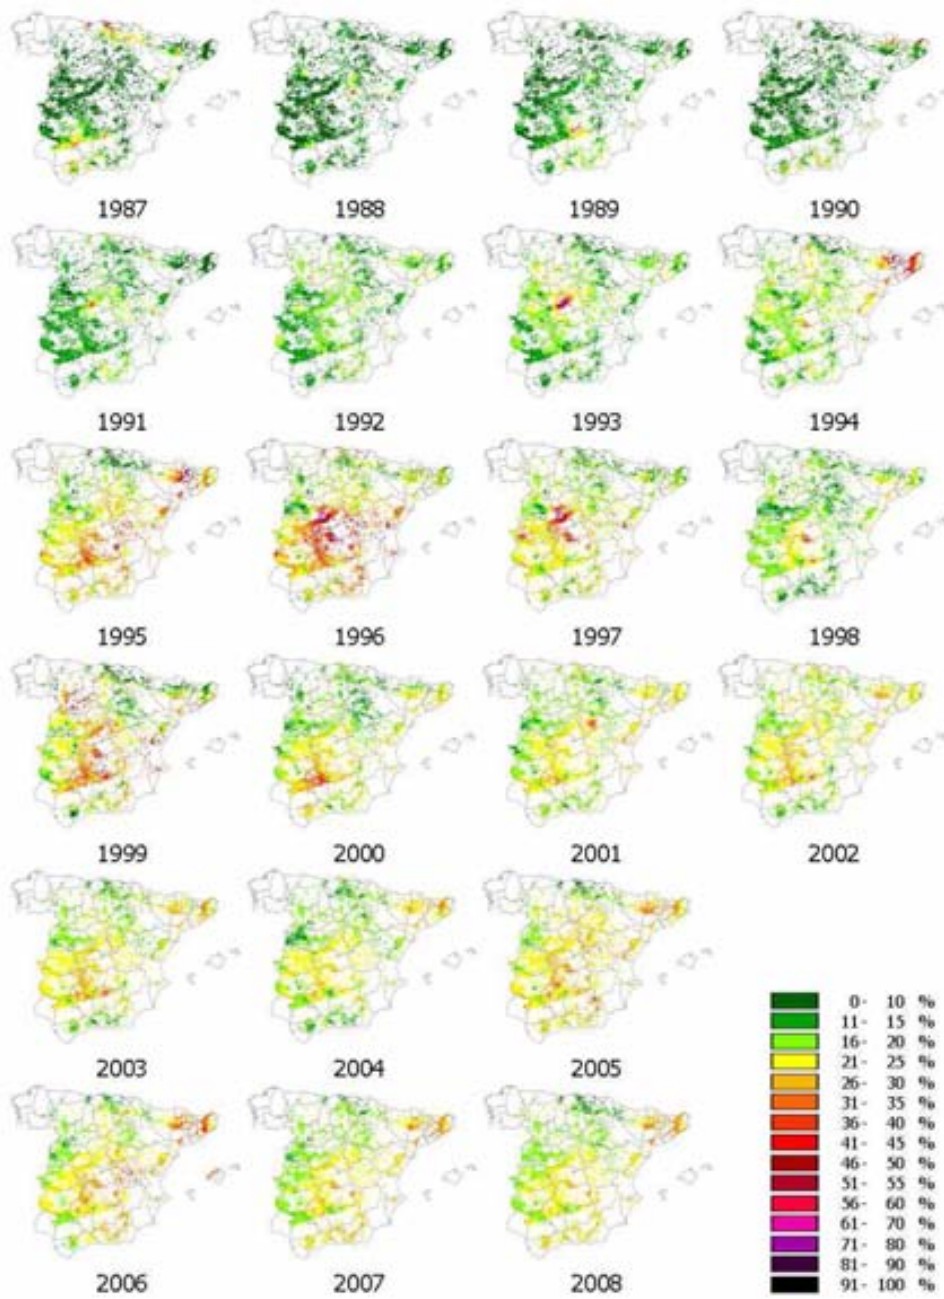 1987 1988 1989 1990
1991 1992 1993 1994
1995 1996 1997 1998
1999 2000 2001 2002
2003 2004 2005
0- 10 %
11- 15 %
16- 20 %
21- 25 %
26- 30 %
31- 35 %
36- 40 %
41- 45 %
46- 50 %
51- 55 %
56- 60 %
61- 70 %
71- 80 %
81- 90 %
91- 100 %
2006 2007 2008